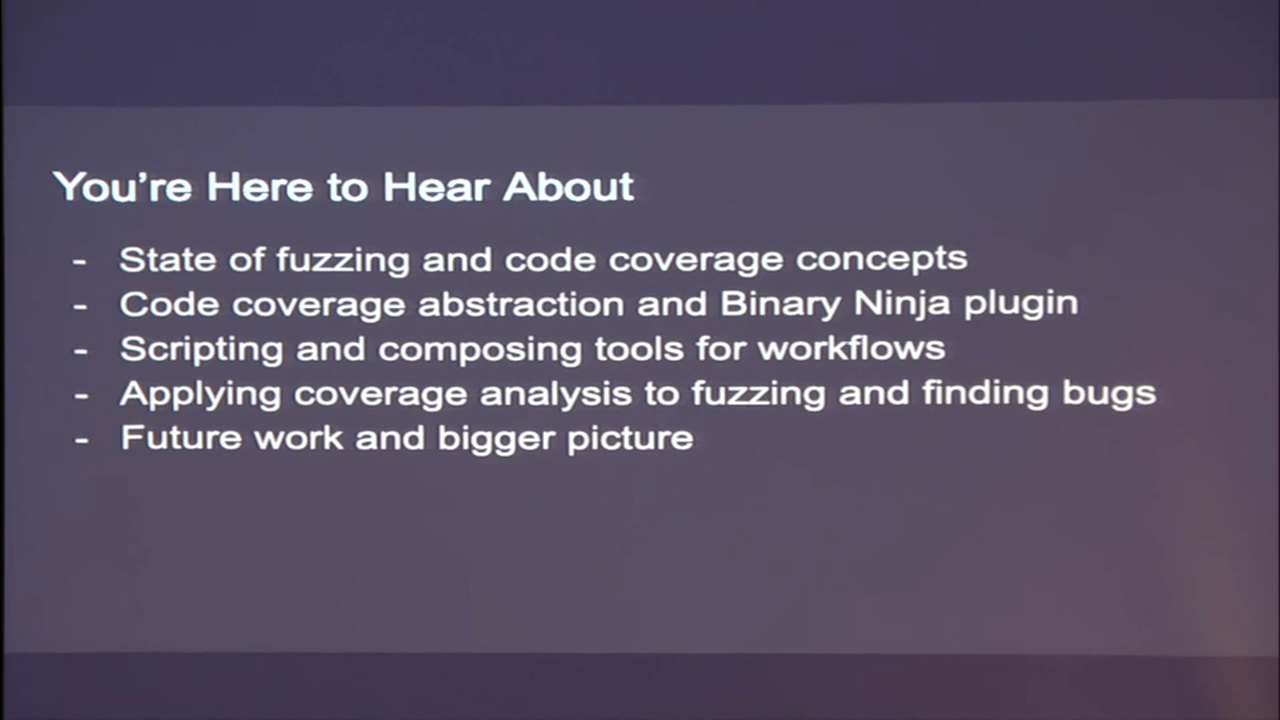 You're Here to Hear About
- State of fuzzing and code coverage concepts
- Code coverage abstraction and Binary Ninja plugin
- Scripting and composing tools for workflows
- Applying coverage analysis to fuzzing and finding bugs
- Future work and bigger picture